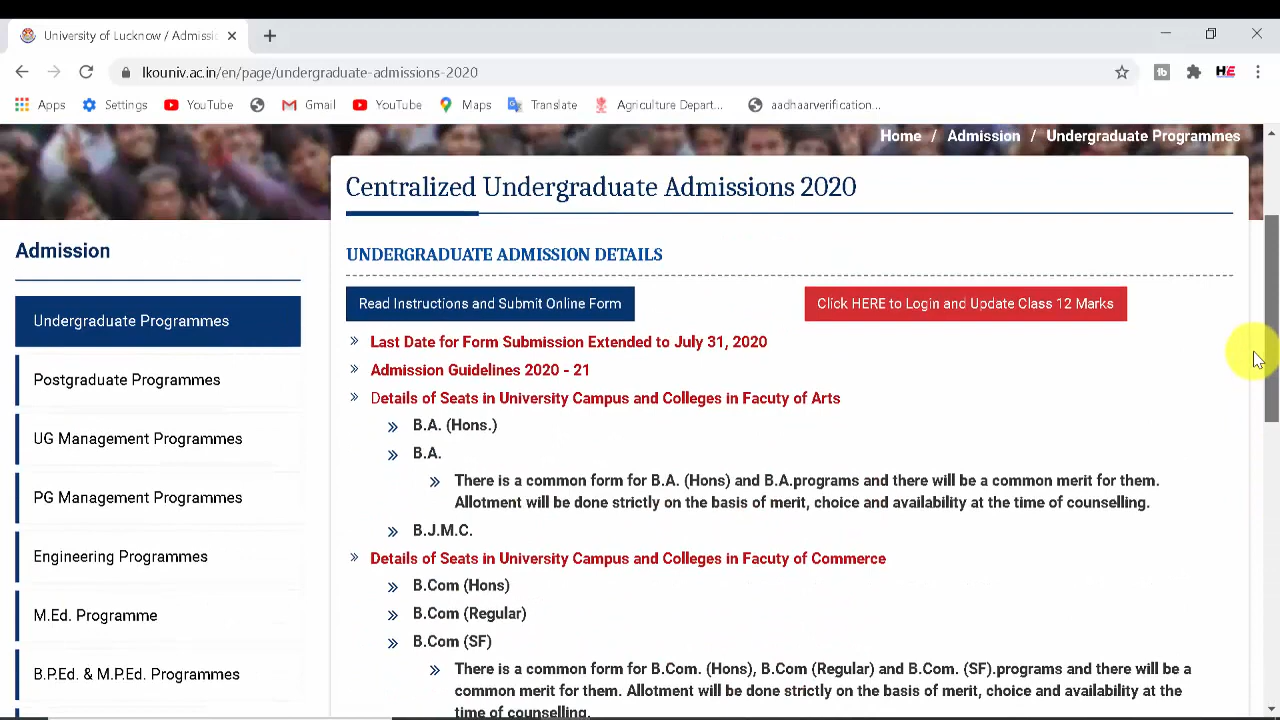 University of Lucknow / Admissi
lkouniv.ac.in/en/page/undergraduate-admissions-2020
Apps Settings YouTube Gmail YouTube Maps Translate Agriculture Depart... aadhaarverification...
Home / Admission / Undergraduate Programmes
Centralized Undergraduate Admissions 2020
Admission
Undergraduate Programmes
Postgraduate Programmes
UG Management Programmes
PG Management Programmes
Engineering Programmes
M.Ed. Programme
B.P.Ed. & M.P.Ed. Programmes
UNDERGRADUATE ADMISSION DETAILS
Read Instructions and Submit Online Form Click HERE to Login and Update Class 12 Marks
» Last Date for Form Submission Extended to July 31, 2020
» Admission Guidelines 2020 - 21
» Details of Seats in University Campus and Colleges in Facuty of Arts
» B.A. (Hons.)
» B.A.
» There is a common form for B.A. (Hons) and B.A.programs and there will be a common merit for them.
Allotment will be done strictly on the basis of merit, choice and availability at the time of counselling.
» B.J.M.C.
» Details of Seats in University Campus and Colleges in Facuty of Commerce
» B.Com (Hons)
» B.Com (Regular)
» B.Com (SF)
» There is a common form for B.Com. (Hons), B.Com (Regular) and B.Com. (SF).programs and there will be a
common merit for them. Allotment will be done strictly on the basis of merit, choice and availability at the
time of counselling.